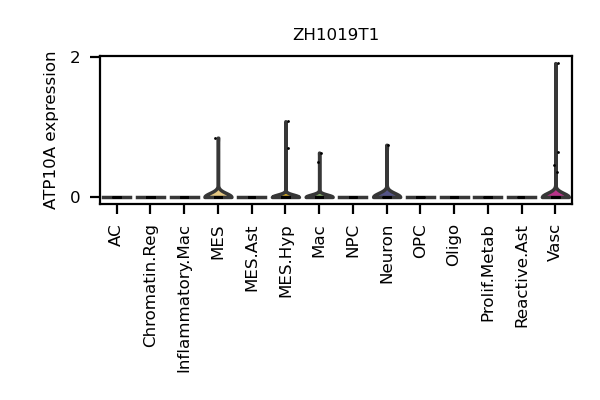 ZH1019T1
ATP10A expression
2
0
AC
Chromatin.Reg
Inflammatory.Mac
MES
MES.Ast
MES.Hyp
Mac
NPC
Neuron
OPC
Oligo
Prolif.Metab
Reactive.Ast
Vasc